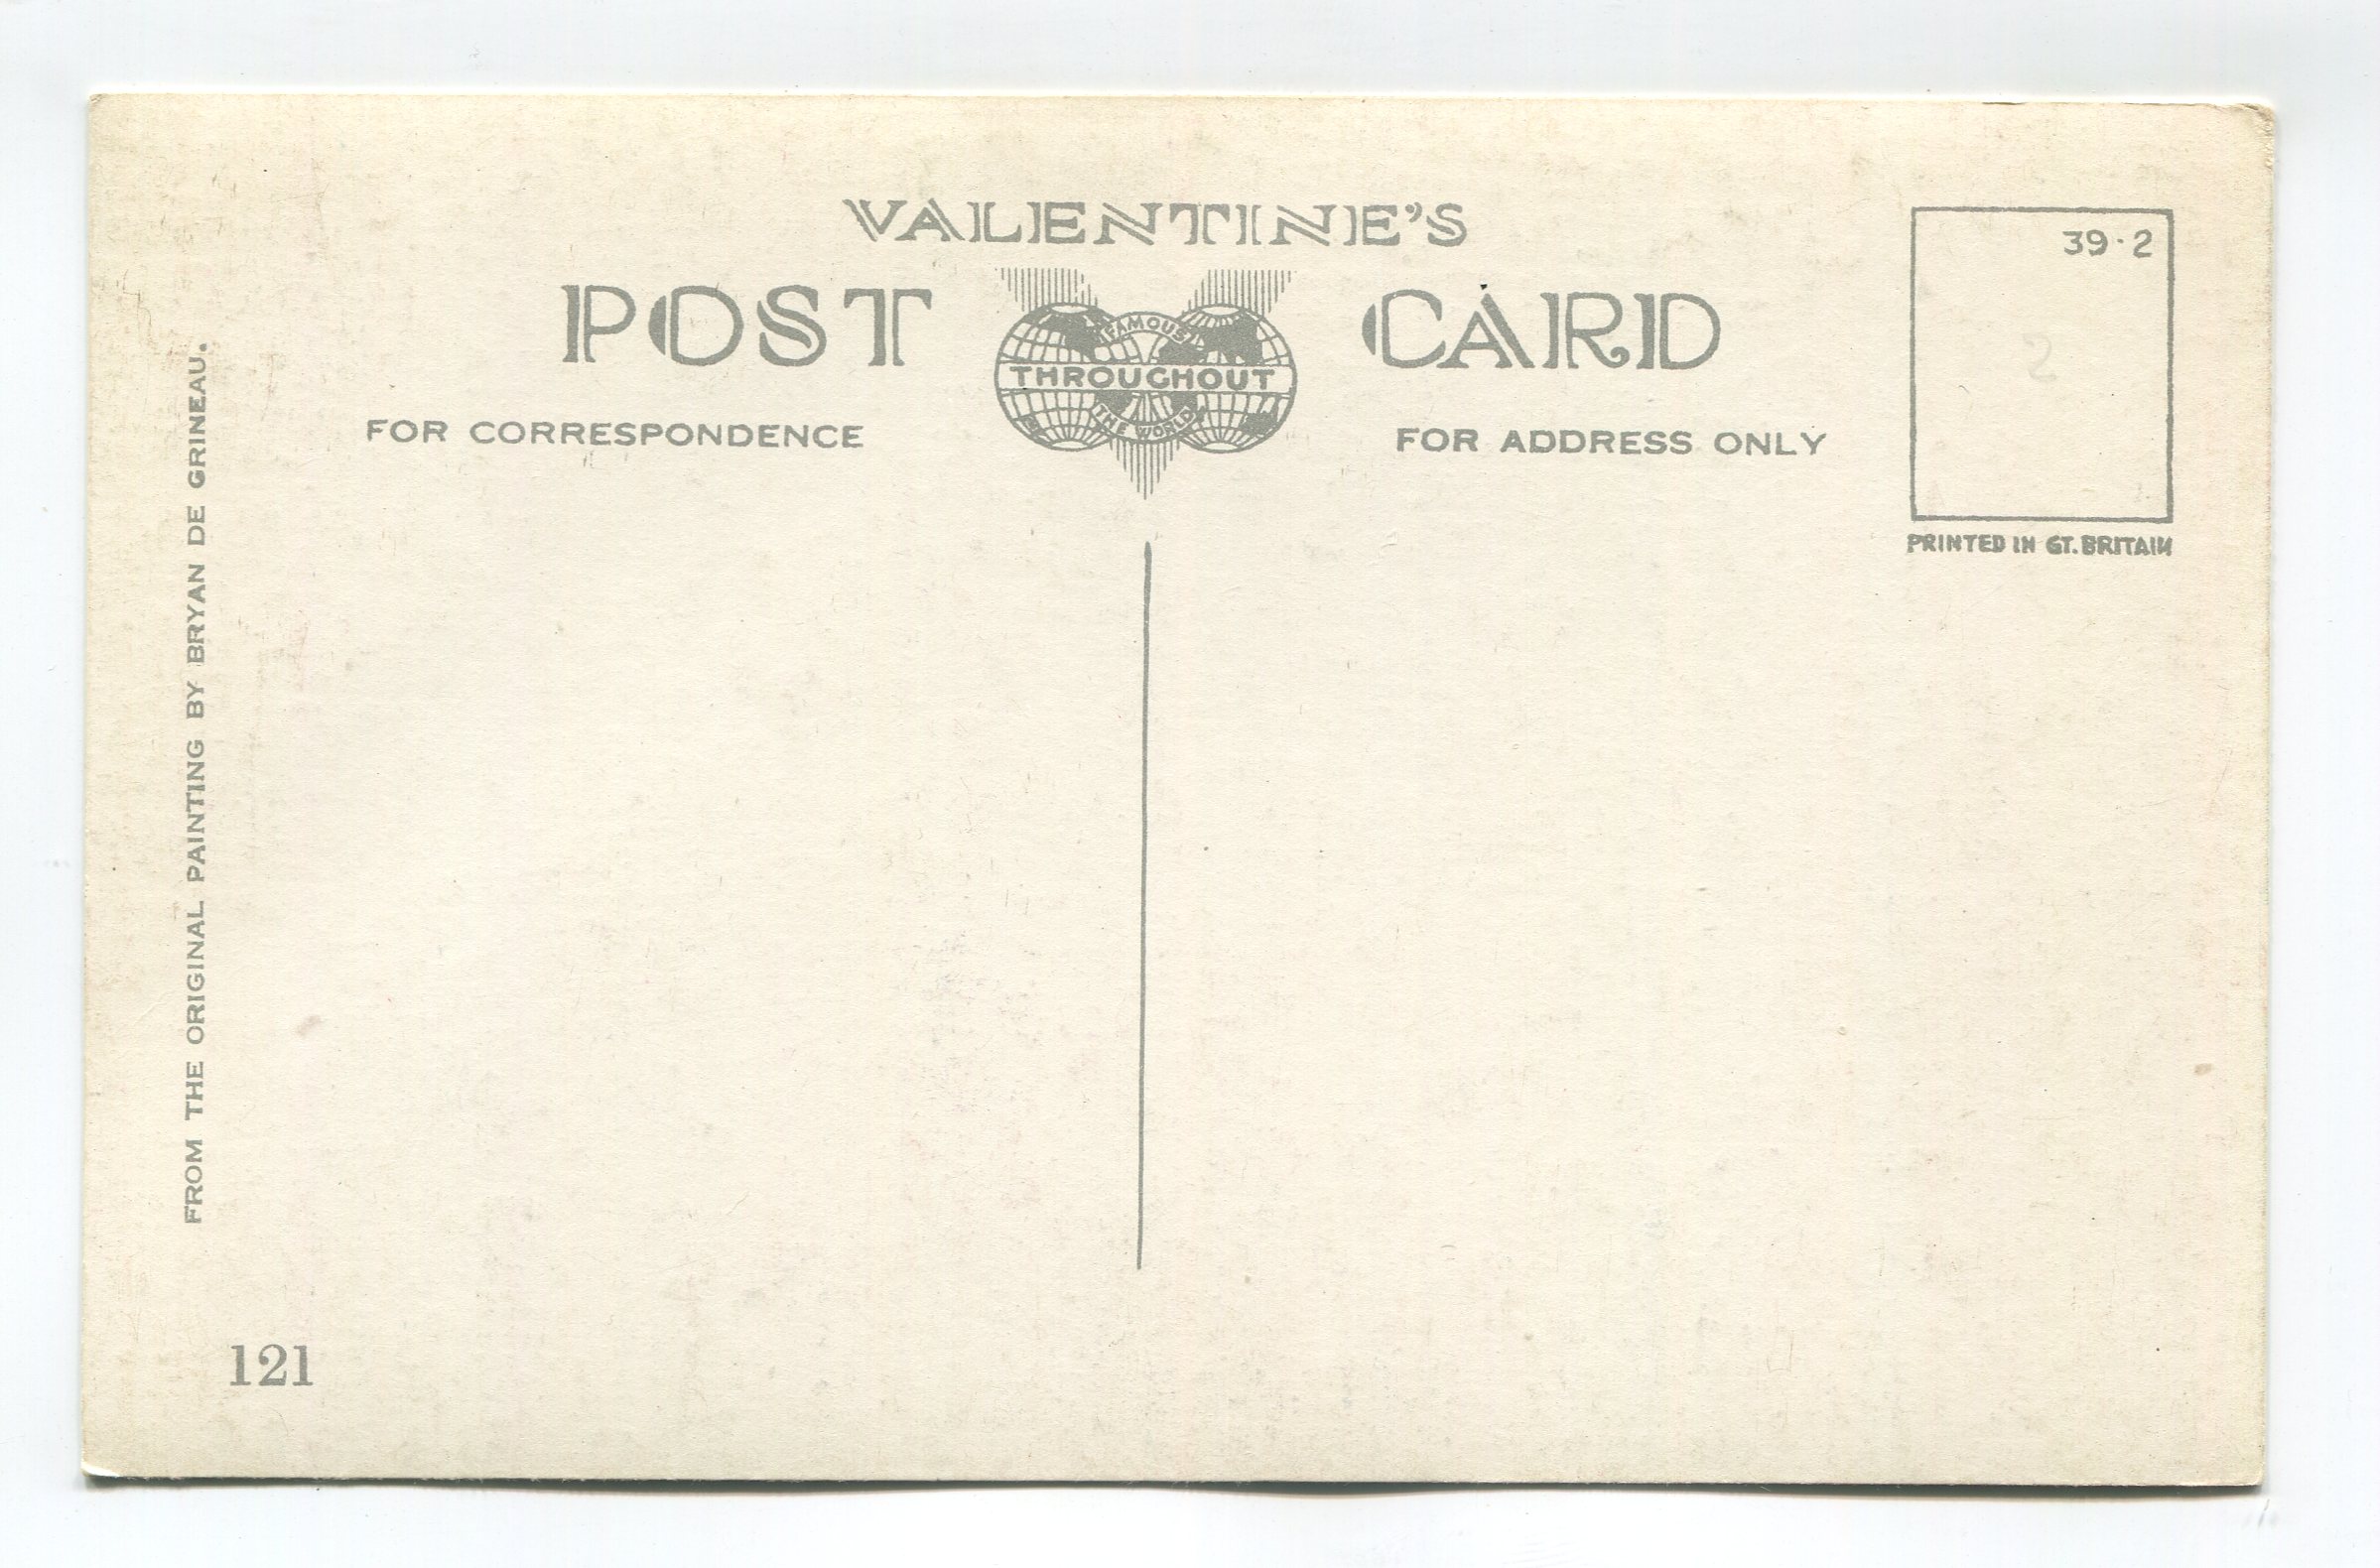 VALENTINE'S
POST CARD
FAMOUS
THROUGHOUT
THE WORLD
FOR CORRESPONDENCE
FOR ADDRESS ONLY
39·2
2
PRINTED IN GT. BRITAIN
FROM THE ORIGINAL PAINTING BY BRYAN DE GRINEAU.
121